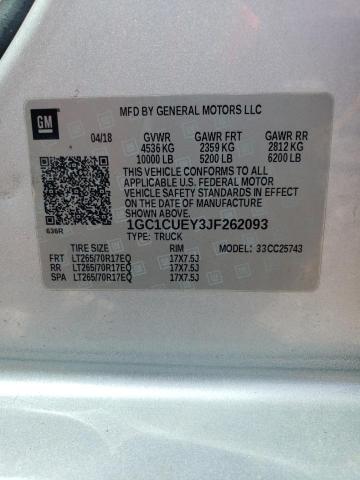 GM
MFD BY GENERAL MOTORS LLC
04/18 GVWR GAWR FRT GAWR RR
4536 KG 2359 KG 2812 KG
10000 LB 5200 LB 6200 LB
THIS VEHICLE CONFORMS TO ALL
APPLICABLE U.S. FEDERAL MOTOR
VEHICLE SAFETY STANDARDS IN EFFECT
ON THE DATE OF MANUFACTURE SHOWN ABOVE.
1GC1CUEY3JF262093
636R TYPE: TRUCK
TIRE SIZE RIM MODEL: 33CC25743
FRT LT265/70R17EQ 17X7.5J
RR LT265/70R17EQ 17X7.5J
SPA LT265/70R17EQ 17X7.5J